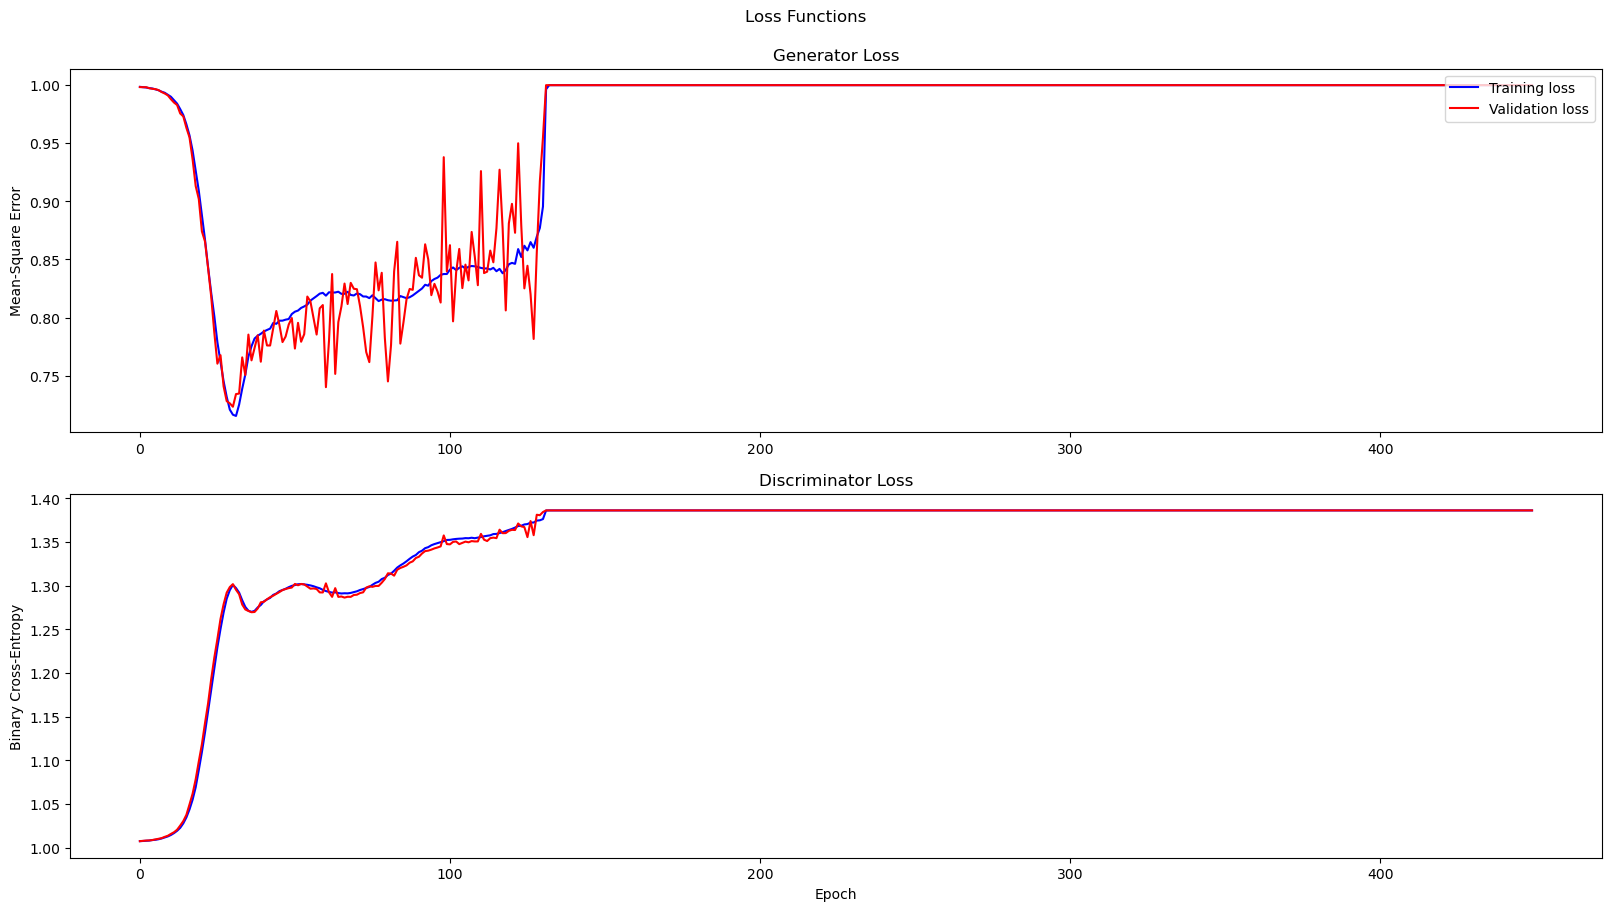 Loss Functions
Generator Loss
Mean-Square Error
1.00
0.95
0.90
0.85
0.80
0.75
Training loss
Validation loss
0 100 200 300 400
Discriminator Loss
Binary Cross-Entropy
1.40
1.35
1.30
1.25
1.20
1.15
1.10
1.05
1.00
0 100 200 300 400
Epoch